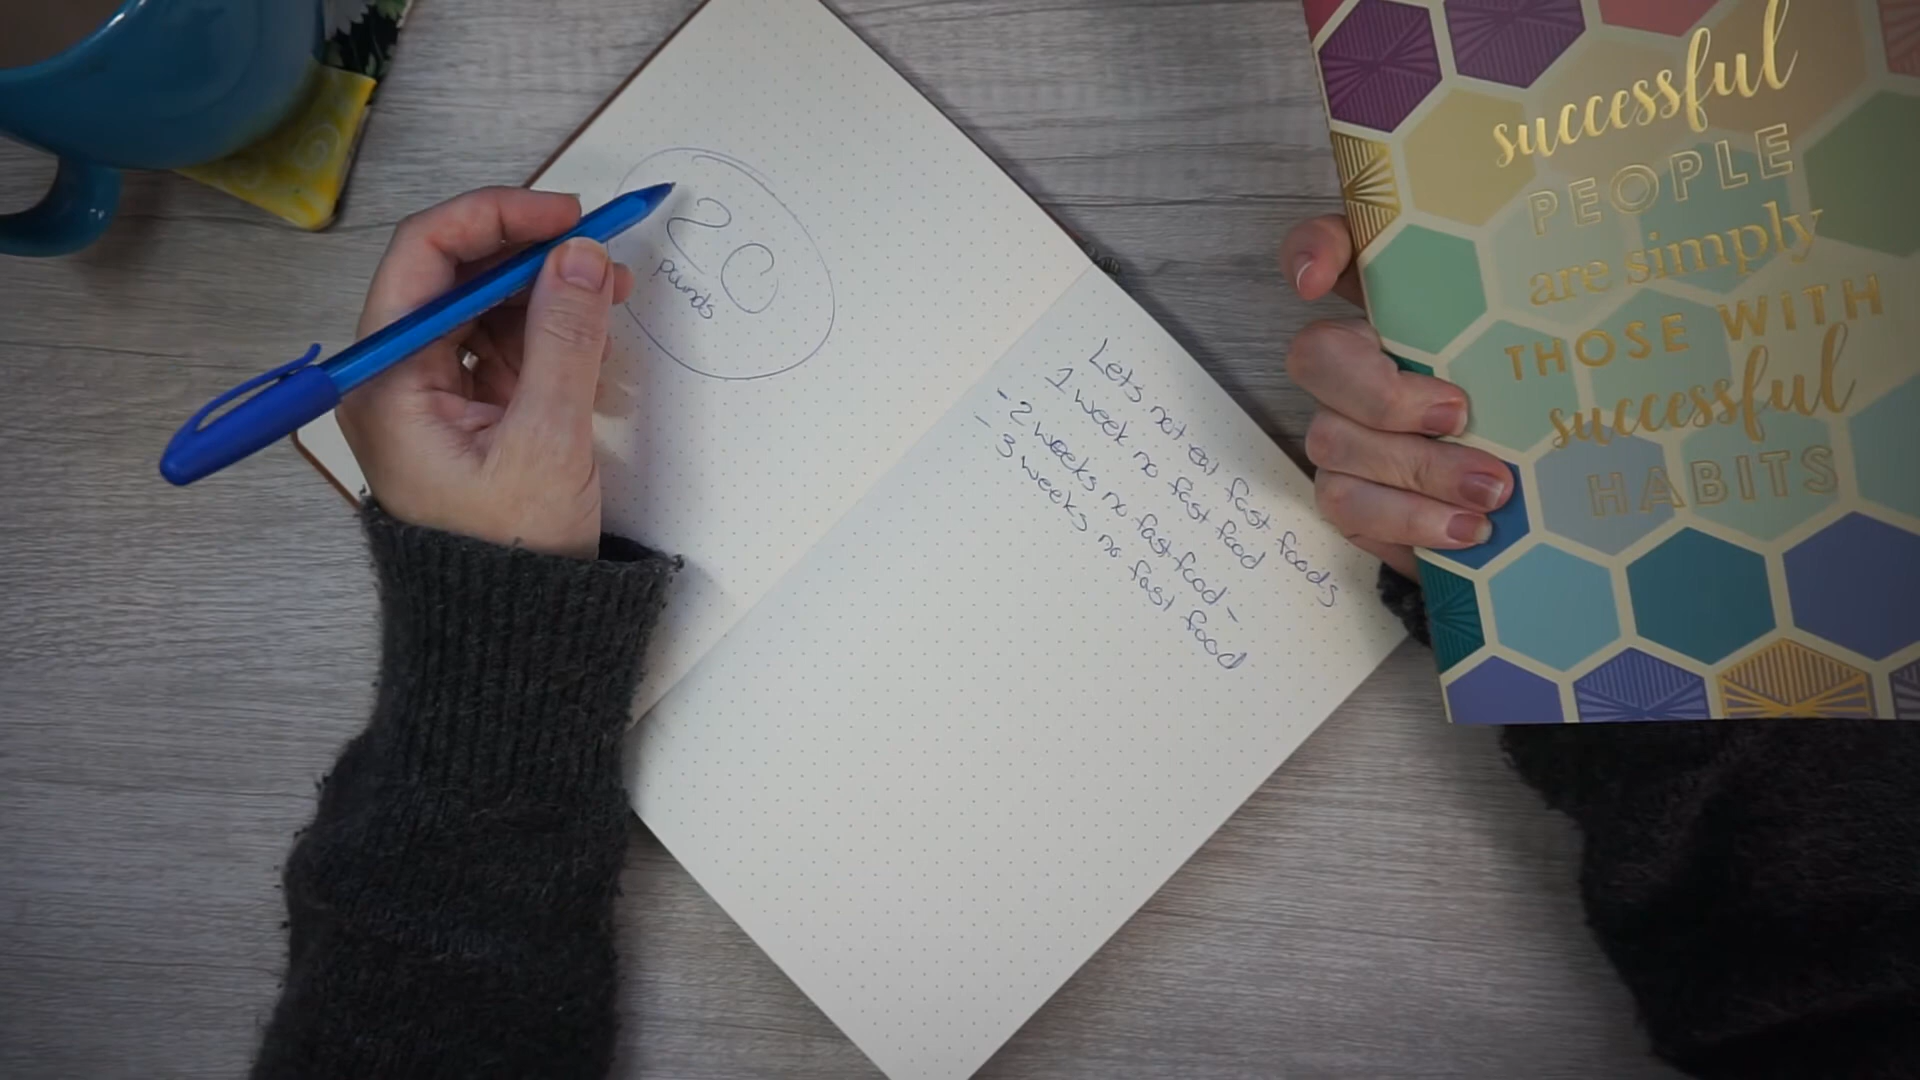 20
pounds
Lets not eat fast foods
1 week no fast food
- 2 weeks no fast food -
- 3 weeks no fast food
successful
PEOPLE
are simply
THOSE WITH
successful
HABITS